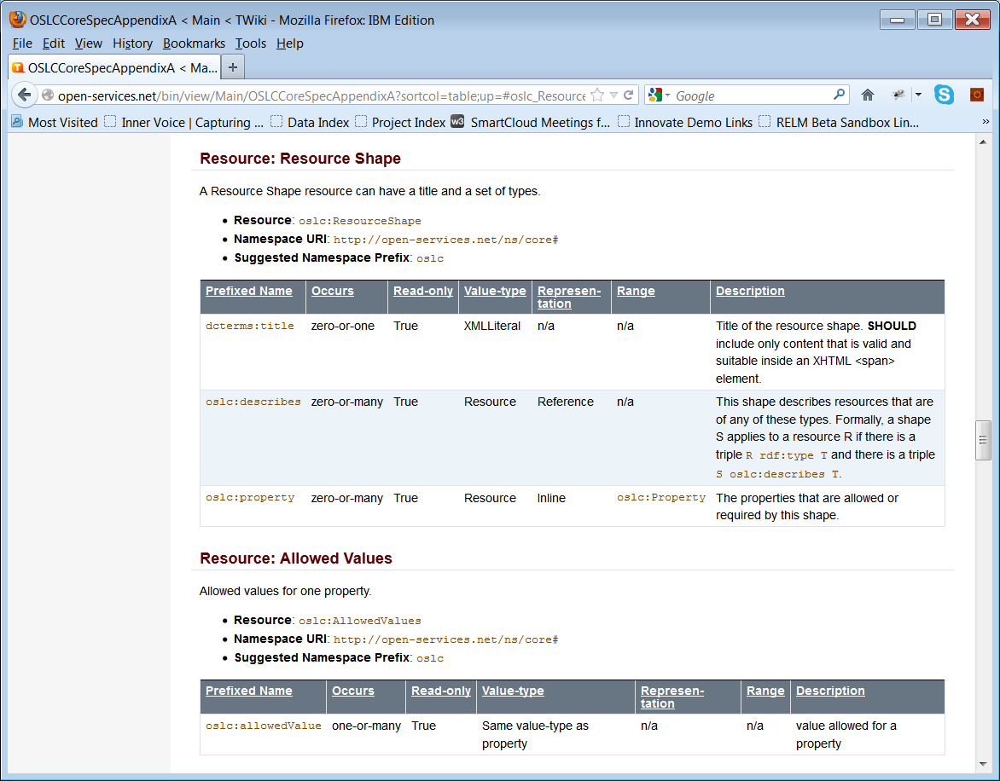 OSLCCoreSpecAppendixA < Main < TWiki - Mozilla Firefox: IBM Edition
File Edit View History Bookmarks Tools Help
OSLCCoreSpecAppendixA < Ma... +
open-services.net/bin/view/Main/OSLCCoreSpecAppendixA?sortcol=table;up=#oslc_Resource Google
Most Visited Inner Voice | Capturing ... Data Index Project Index w3 SmartCloud Meetings f... Innovate Demo Links RELM Beta Sandbox Lin... »
Resource: Resource Shape
A Resource Shape resource can have a title and a set of types.
• Resource: oslc:ResourceShape
• Namespace URI: http://open-services.net/ns/core#
• Suggested Namespace Prefix: oslc
Prefixed Name Occurs Read-only Value-type Represen- Range Description
tation
dcterms:title zero-or-one True XMLLiteral n/a n/a Title of the resource shape. SHOULD
include only content that is valid and
suitable inside an XHTML <span>
element.
oslc:describes zero-or-many True Resource Reference n/a This shape describes resources that are
of any of these types. Formally, a shape
S applies to a resource R if there is a
triple R rdf:type T and there is a triple
S oslc:describes T.
oslc:property zero-or-many True Resource Inline oslc:Property The properties that are allowed or
required by this shape.
Resource: Allowed Values
Allowed values for one property.
• Resource: oslc:AllowedValues
• Namespace URI: http://open-services.net/ns/core#
• Suggested Namespace Prefix: oslc
Prefixed Name Occurs Read-only Value-type Represen- Range Description
tation
oslc:allowedValue one-or-many True Same value-type as n/a n/a value allowed for a
property property